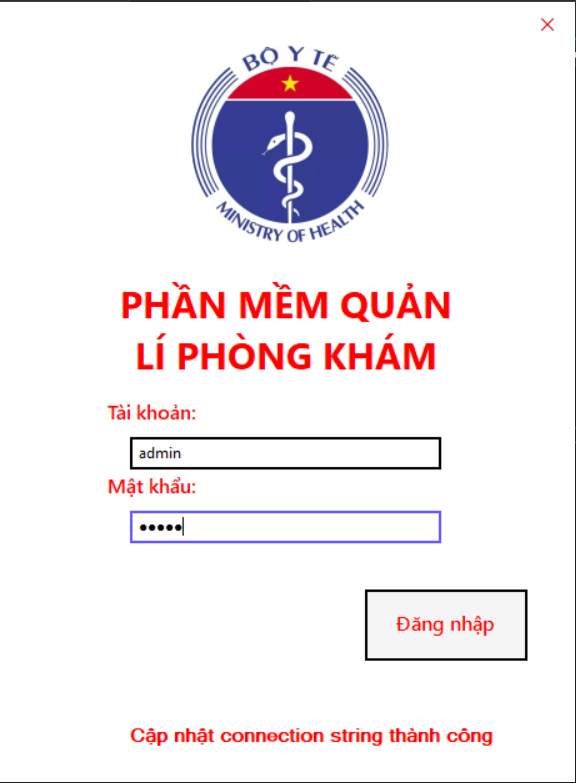 BỘ Y TẾ
MINISTRY OF HEALTH
PHẦN MỀM QUẢN
LÍ PHÒNG KHÁM
Tài khoản:
admin
Mật khẩu:
•••••
Đăng nhập
Cập nhật connection string thành công